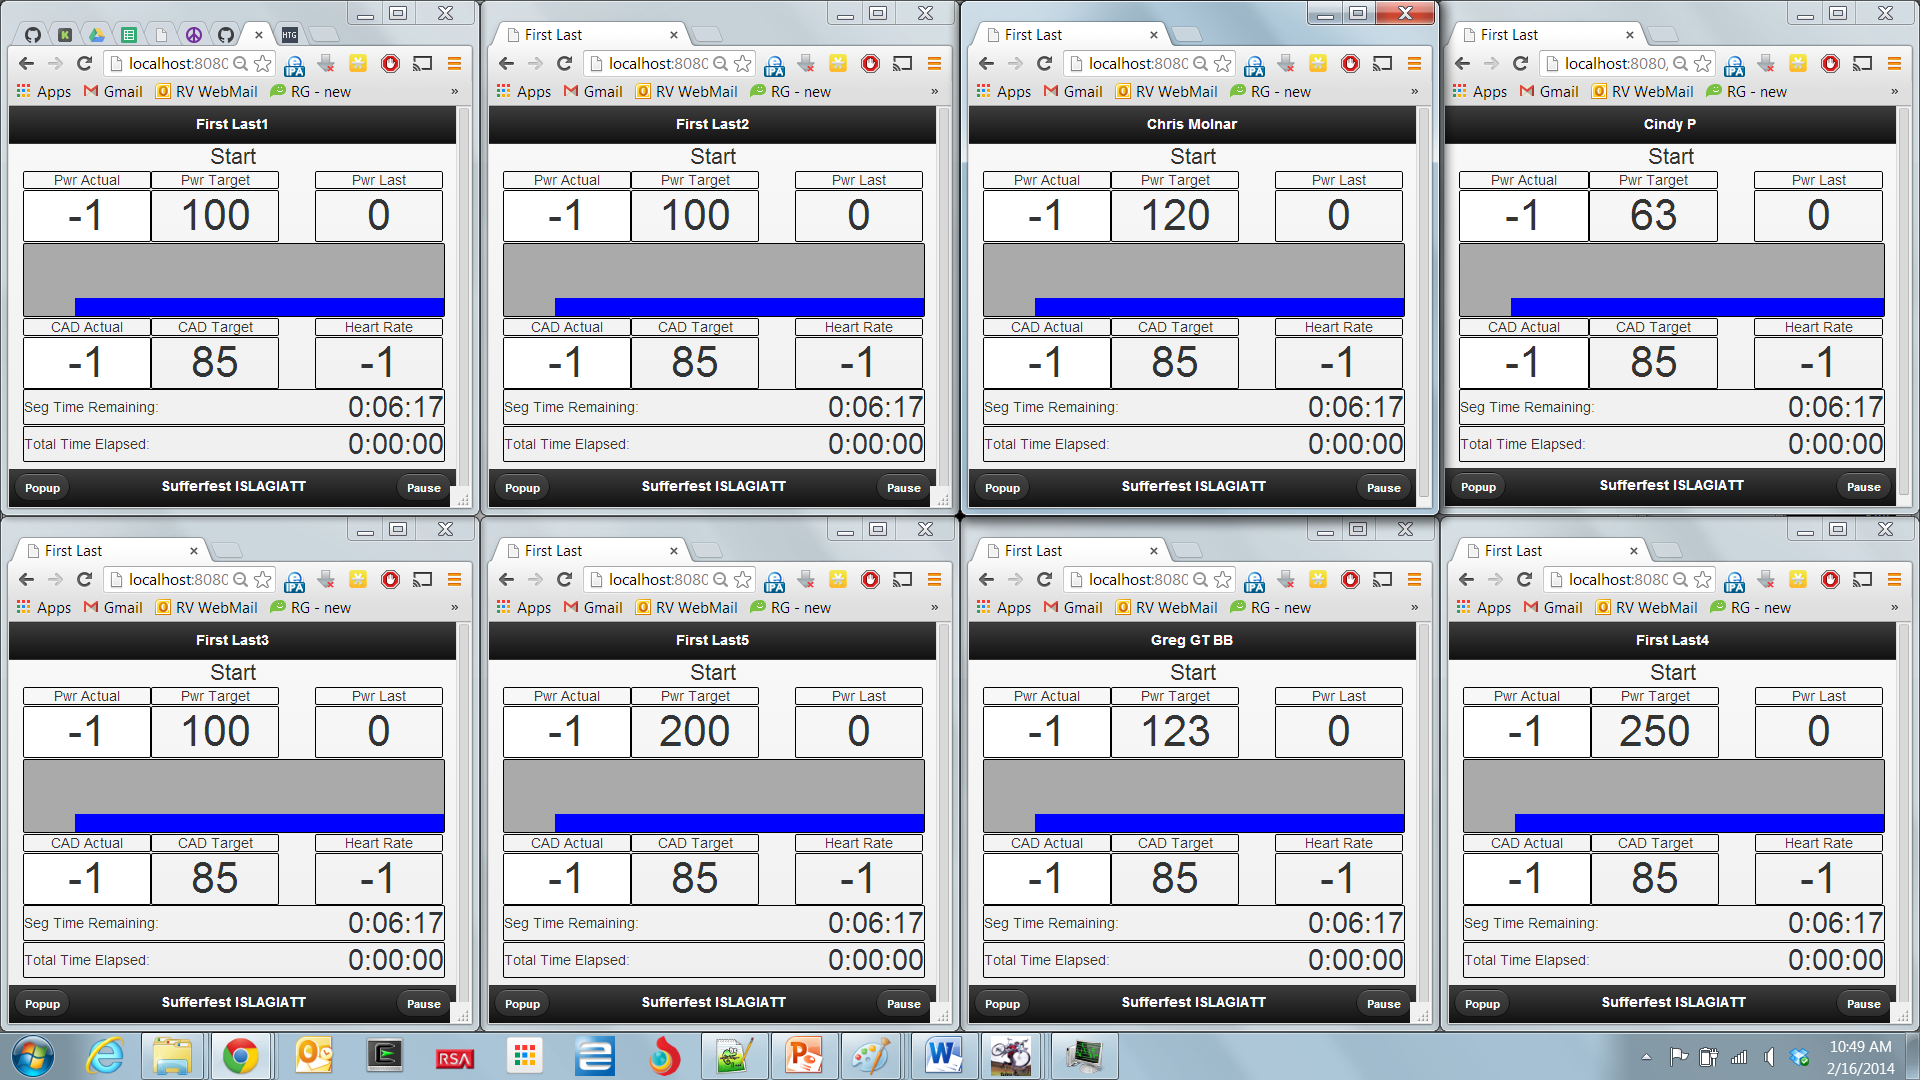 HTG
localhost:8080
IPA
Apps Gmail RV WebMail RG - new »
First Last1
Start
Pwr Actual Pwr Target Pwr Last
-1 100 0
CAD Actual CAD Target Heart Rate
-1 85 -1
Seg Time Remaining: 0:06:17
Total Time Elapsed: 0:00:00
Popup Sufferfest ISLAGIATT Pause
First Last
localhost:8080
IPA
Apps Gmail RV WebMail RG - new »
First Last2
Start
Pwr Actual Pwr Target Pwr Last
-1 100 0
CAD Actual CAD Target Heart Rate
-1 85 -1
Seg Time Remaining: 0:06:17
Total Time Elapsed: 0:00:00
Popup Sufferfest ISLAGIATT Pause
First Last
localhost:8080
IPA
Apps Gmail RV WebMail RG - new »
Chris Molnar
Start
Pwr Actual Pwr Target Pwr Last
-1 120 0
CAD Actual CAD Target Heart Rate
-1 85 -1
Seg Time Remaining: 0:06:17
Total Time Elapsed: 0:00:00
Popup Sufferfest ISLAGIATT Pause
First Last
localhost:8080
IPA
Apps Gmail RV WebMail RG - new »
Cindy P
Start
Pwr Actual Pwr Target Pwr Last
-1 63 0
CAD Actual CAD Target Heart Rate
-1 85 -1
Seg Time Remaining: 0:06:17
Total Time Elapsed: 0:00:00
Popup Sufferfest ISLAGIATT Pause
First Last
localhost:8080
IPA
Apps Gmail RV WebMail RG - new »
First Last3
Start
Pwr Actual Pwr Target Pwr Last
-1 100 0
CAD Actual CAD Target Heart Rate
-1 85 -1
Seg Time Remaining: 0:06:17
Total Time Elapsed: 0:00:00
Popup Sufferfest ISLAGIATT Pause
First Last
localhost:8080
IPA
Apps Gmail RV WebMail RG - new »
First Last5
Start
Pwr Actual Pwr Target Pwr Last
-1 200 0
CAD Actual CAD Target Heart Rate
-1 85 -1
Seg Time Remaining: 0:06:17
Total Time Elapsed: 0:00:00
Popup Sufferfest ISLAGIATT Pause
First Last
localhost:8080
IPA
Apps Gmail RV WebMail RG - new »
Greg GT BB
Start
Pwr Actual Pwr Target Pwr Last
-1 123 0
CAD Actual CAD Target Heart Rate
-1 85 -1
Seg Time Remaining: 0:06:17
Total Time Elapsed: 0:00:00
Popup Sufferfest ISLAGIATT Pause
First Last
localhost:8080
IPA
Apps Gmail RV WebMail RG - new »
First Last4
Start
Pwr Actual Pwr Target Pwr Last
-1 250 0
CAD Actual CAD Target Heart Rate
-1 85 -1
Seg Time Remaining: 0:06:17
Total Time Elapsed: 0:00:00
Popup Sufferfest ISLAGIATT Pause
RSA
10:49 AM
2/16/2014